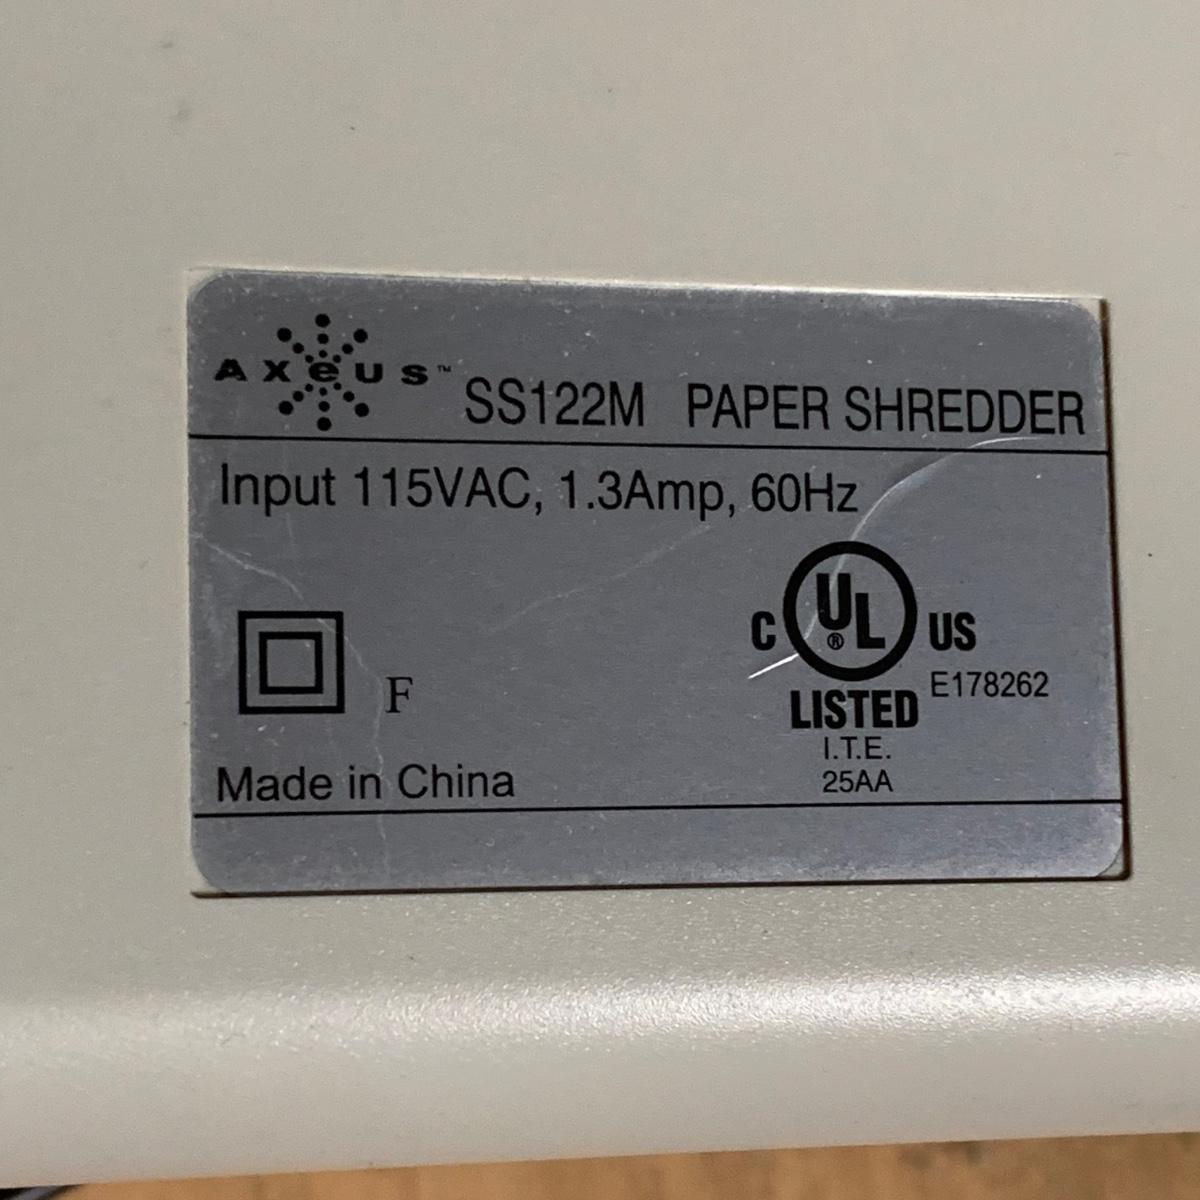 AXeUS™ SS122M PAPER SHREDDER
Input 115VAC, 1.3Amp, 60Hz
C UL® US
LISTED E178262
I.T.E.
25AA
F
Made in China